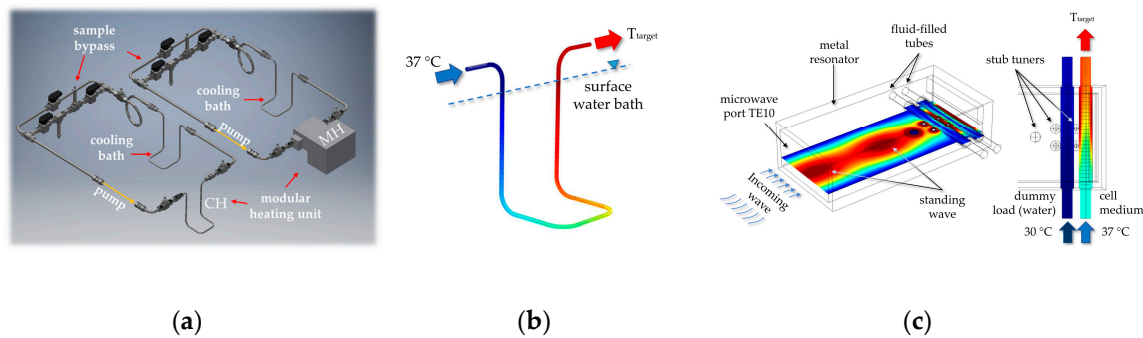 sample
bypass
cooling
bath
cooling
bath
pump
MH
pump
CH
modular
heating unit
(a)
37 °C
Ttarget
surface
water bath
(b)
metal
resonator
fluid-filled
tubes
microwave
port TE10
Incoming
wave
standing
wave
Ttarget
stub tuners
dummy
load (water)
cell
medium
30 °C
37 °C
(c)